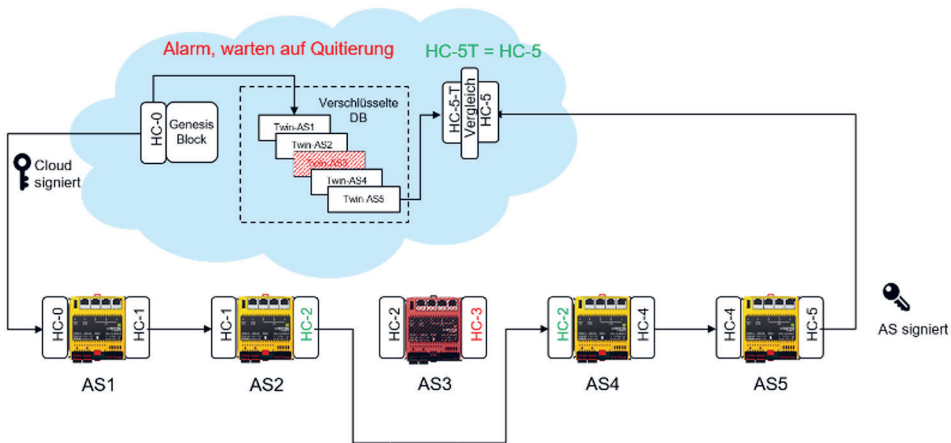 Alarm, warten auf Quitierung
HC-5T = HC-5
HC-0
Genesis
Block
Verschlüsselte
DB
Twin-AS1
Twin-AS2
Twin-AS3
Twin-AS4
Twin-AS5
HC-5-T
Vergleich
HC-5
Cloud
signiert
HC-0
HC-1
HC-1
HC-2
HC-2
HC-3
HC-2
HC-4
HC-4
HC-5
AS signiert
AS1
AS2
AS3
AS4
AS5